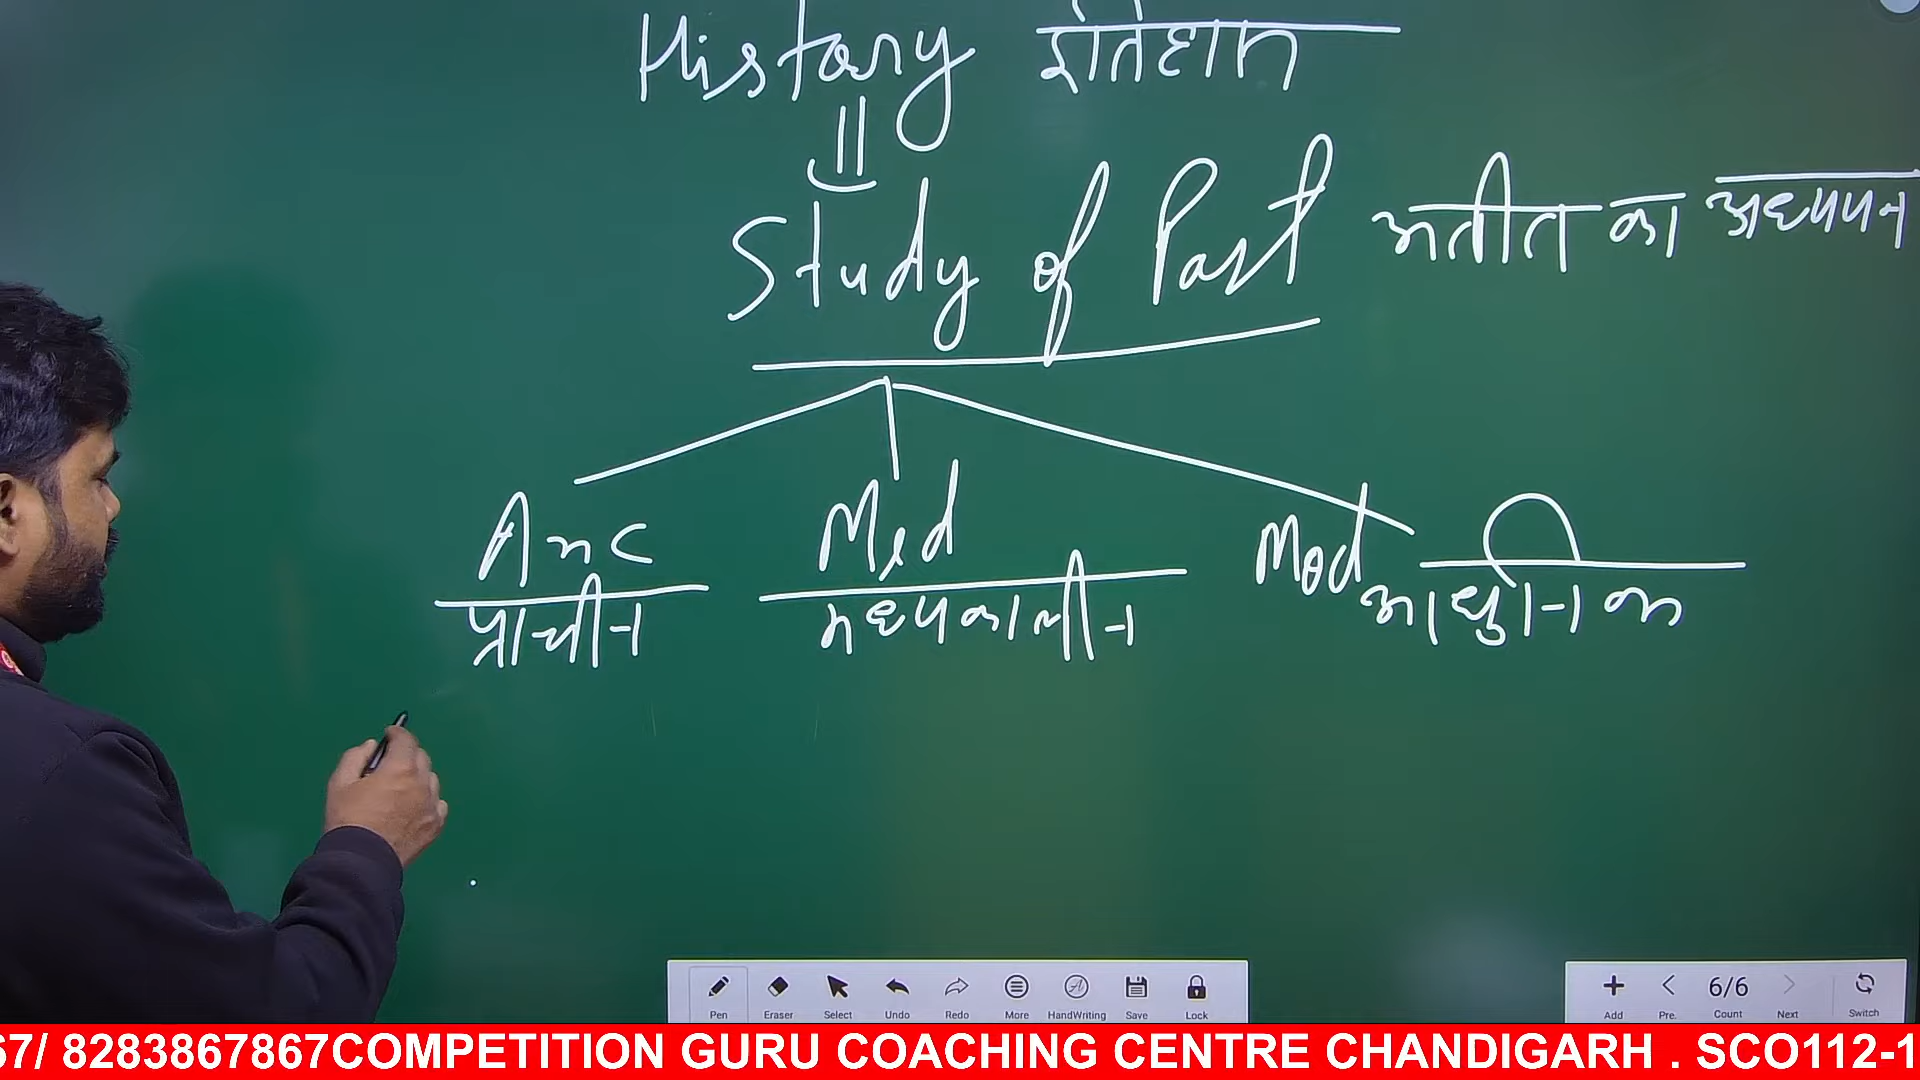 History इतिहास
Study of Past अतीत का अध्ययन
Anc Med Mod
प्राचीन मध्यकालीन आधुनिक
Pen Eraser Select Undo Redo More HandWriting Save Lock
6/6
Add Pre. Count Next Switch
67/ 8283867867COMPETITION GURU COACHING CENTRE CHANDIGARH . SCO112-1